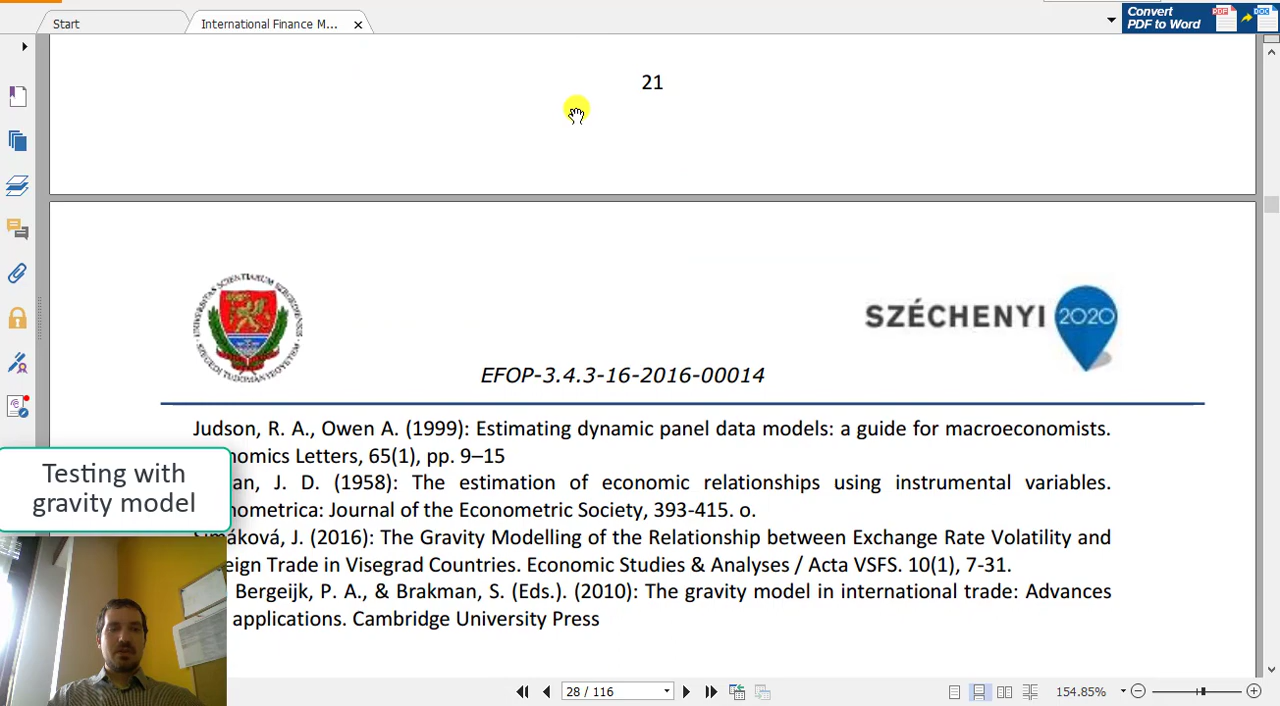 Start
International Finance M...
Convert
PDF to Word
21
SZÉCHENYI 2020
EFOP-3.4.3-16-2016-00014
Judson, R. A., Owen A. (1999): Estimating dynamic panel data models: a guide for macroeconomists.
nomics Letters, 65(1), pp. 9–15
an, J. D. (1958): The estimation of economic relationships using instrumental variables.
nometrica: Journal of the Econometric Society, 393-415. o.
Simáková, J. (2016): The Gravity Modelling of the Relationship between Exchange Rate Volatility and
eign Trade in Visegrad Countries. Economic Studies & Analyses / Acta VSFS. 10(1), 7-31.
Bergeijk, P. A., & Brakman, S. (Eds.). (2010): The gravity model in international trade: Advances
applications. Cambridge University Press
Testing with
gravity model
28 / 116
154.85%